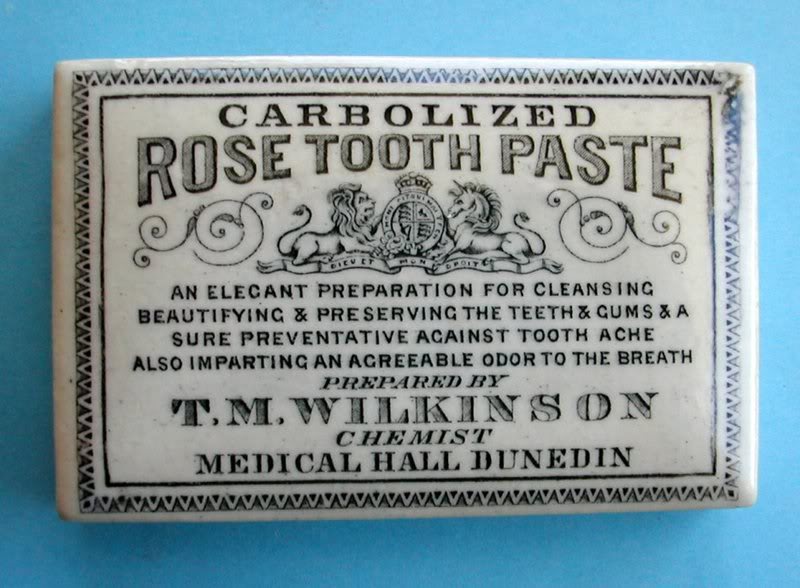 CARBOLIZED
ROSE TOOTH PASTE
DIEU ET MON DROIT
AN ELEGANT PREPARATION FOR CLEANSING
BEAUTIFYING & PRESERVING THE TEETH & GUMS & A
SURE PREVENTATIVE AGAINST TOOTH ACHE
ALSO IMPARTING AN AGREEABLE ODOR TO THE BREATH
PREPARED BY
T.M. WILKINSON
CHEMIST
MEDICAL HALL DUNEDIN